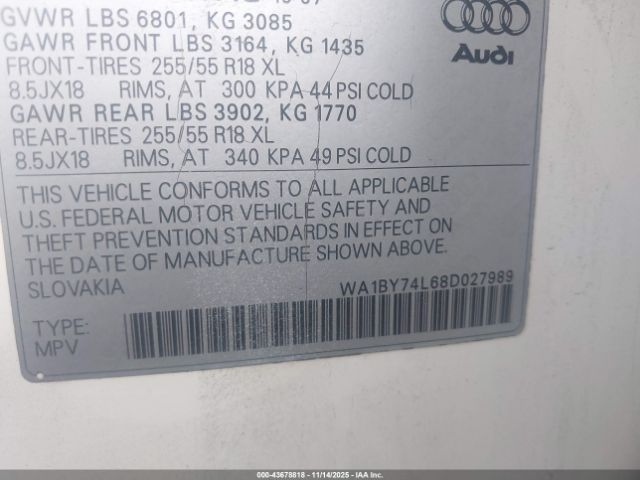 GVWR LBS 6801, KG 3085
GAWR FRONT LBS 3164, KG 1435
FRONT-TIRES 255/55 R18 XL
8.5JX18 RIMS, AT 300 KPA 44 PSI COLD
GAWR REAR LBS 3902, KG 1770
REAR-TIRES 255/55 R18 XL
8.5JX18 RIMS, AT 340 KPA 49 PSI COLD
Audi
THIS VEHICLE CONFORMS TO ALL APPLICABLE
U.S. FEDERAL MOTOR VEHICLE SAFETY AND
THEFT PREVENTION STANDARDS IN EFFECT ON
THE DATE OF MANUFACTURE SHOWN ABOVE.
SLOVAKIA WA1BY74L68D027989
TYPE:
MPV
000-43678818 - 11/14/2025 - IAAI.com